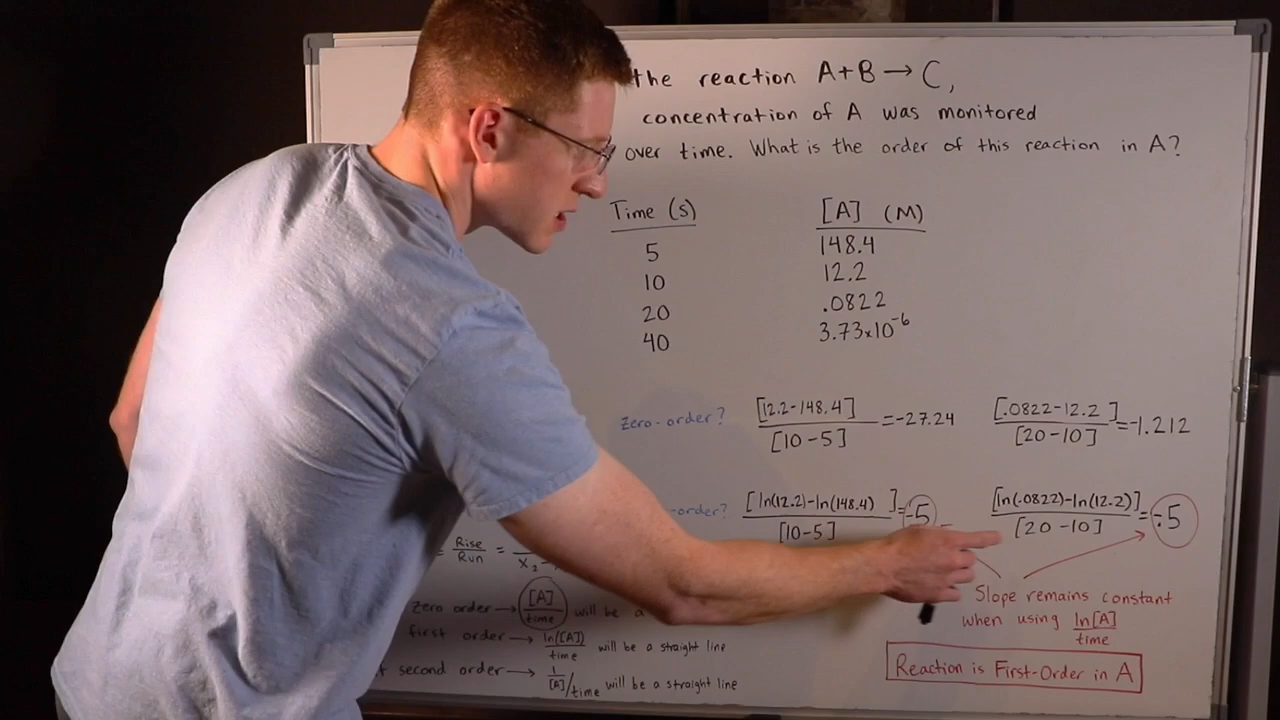 the reaction A+B → C,
concentration of A was monitored
over time. What is the order of this reaction in A?
Time (s) [A] (M)
5 148.4
10 12.2
20 .0822
40 3.73x10⁻⁶
Zero-order? [12.2-148.4] / [10-5] = -27.24 [.0822-12.2] / [20-10] = -1.212
-order? [ln(12.2)-ln(148.4)] / [10-5] = -.5 [ln(.0822)-ln(12.2)] / [20-10] = -.5
= Rise / Run =
zero order → [A] / time will be a
first order → ln([A]) / time will be a straight line
second order → 1/[A] / time will be a straight line
Slope remains constant
when using ln[A] / time
Reaction is First-Order in A